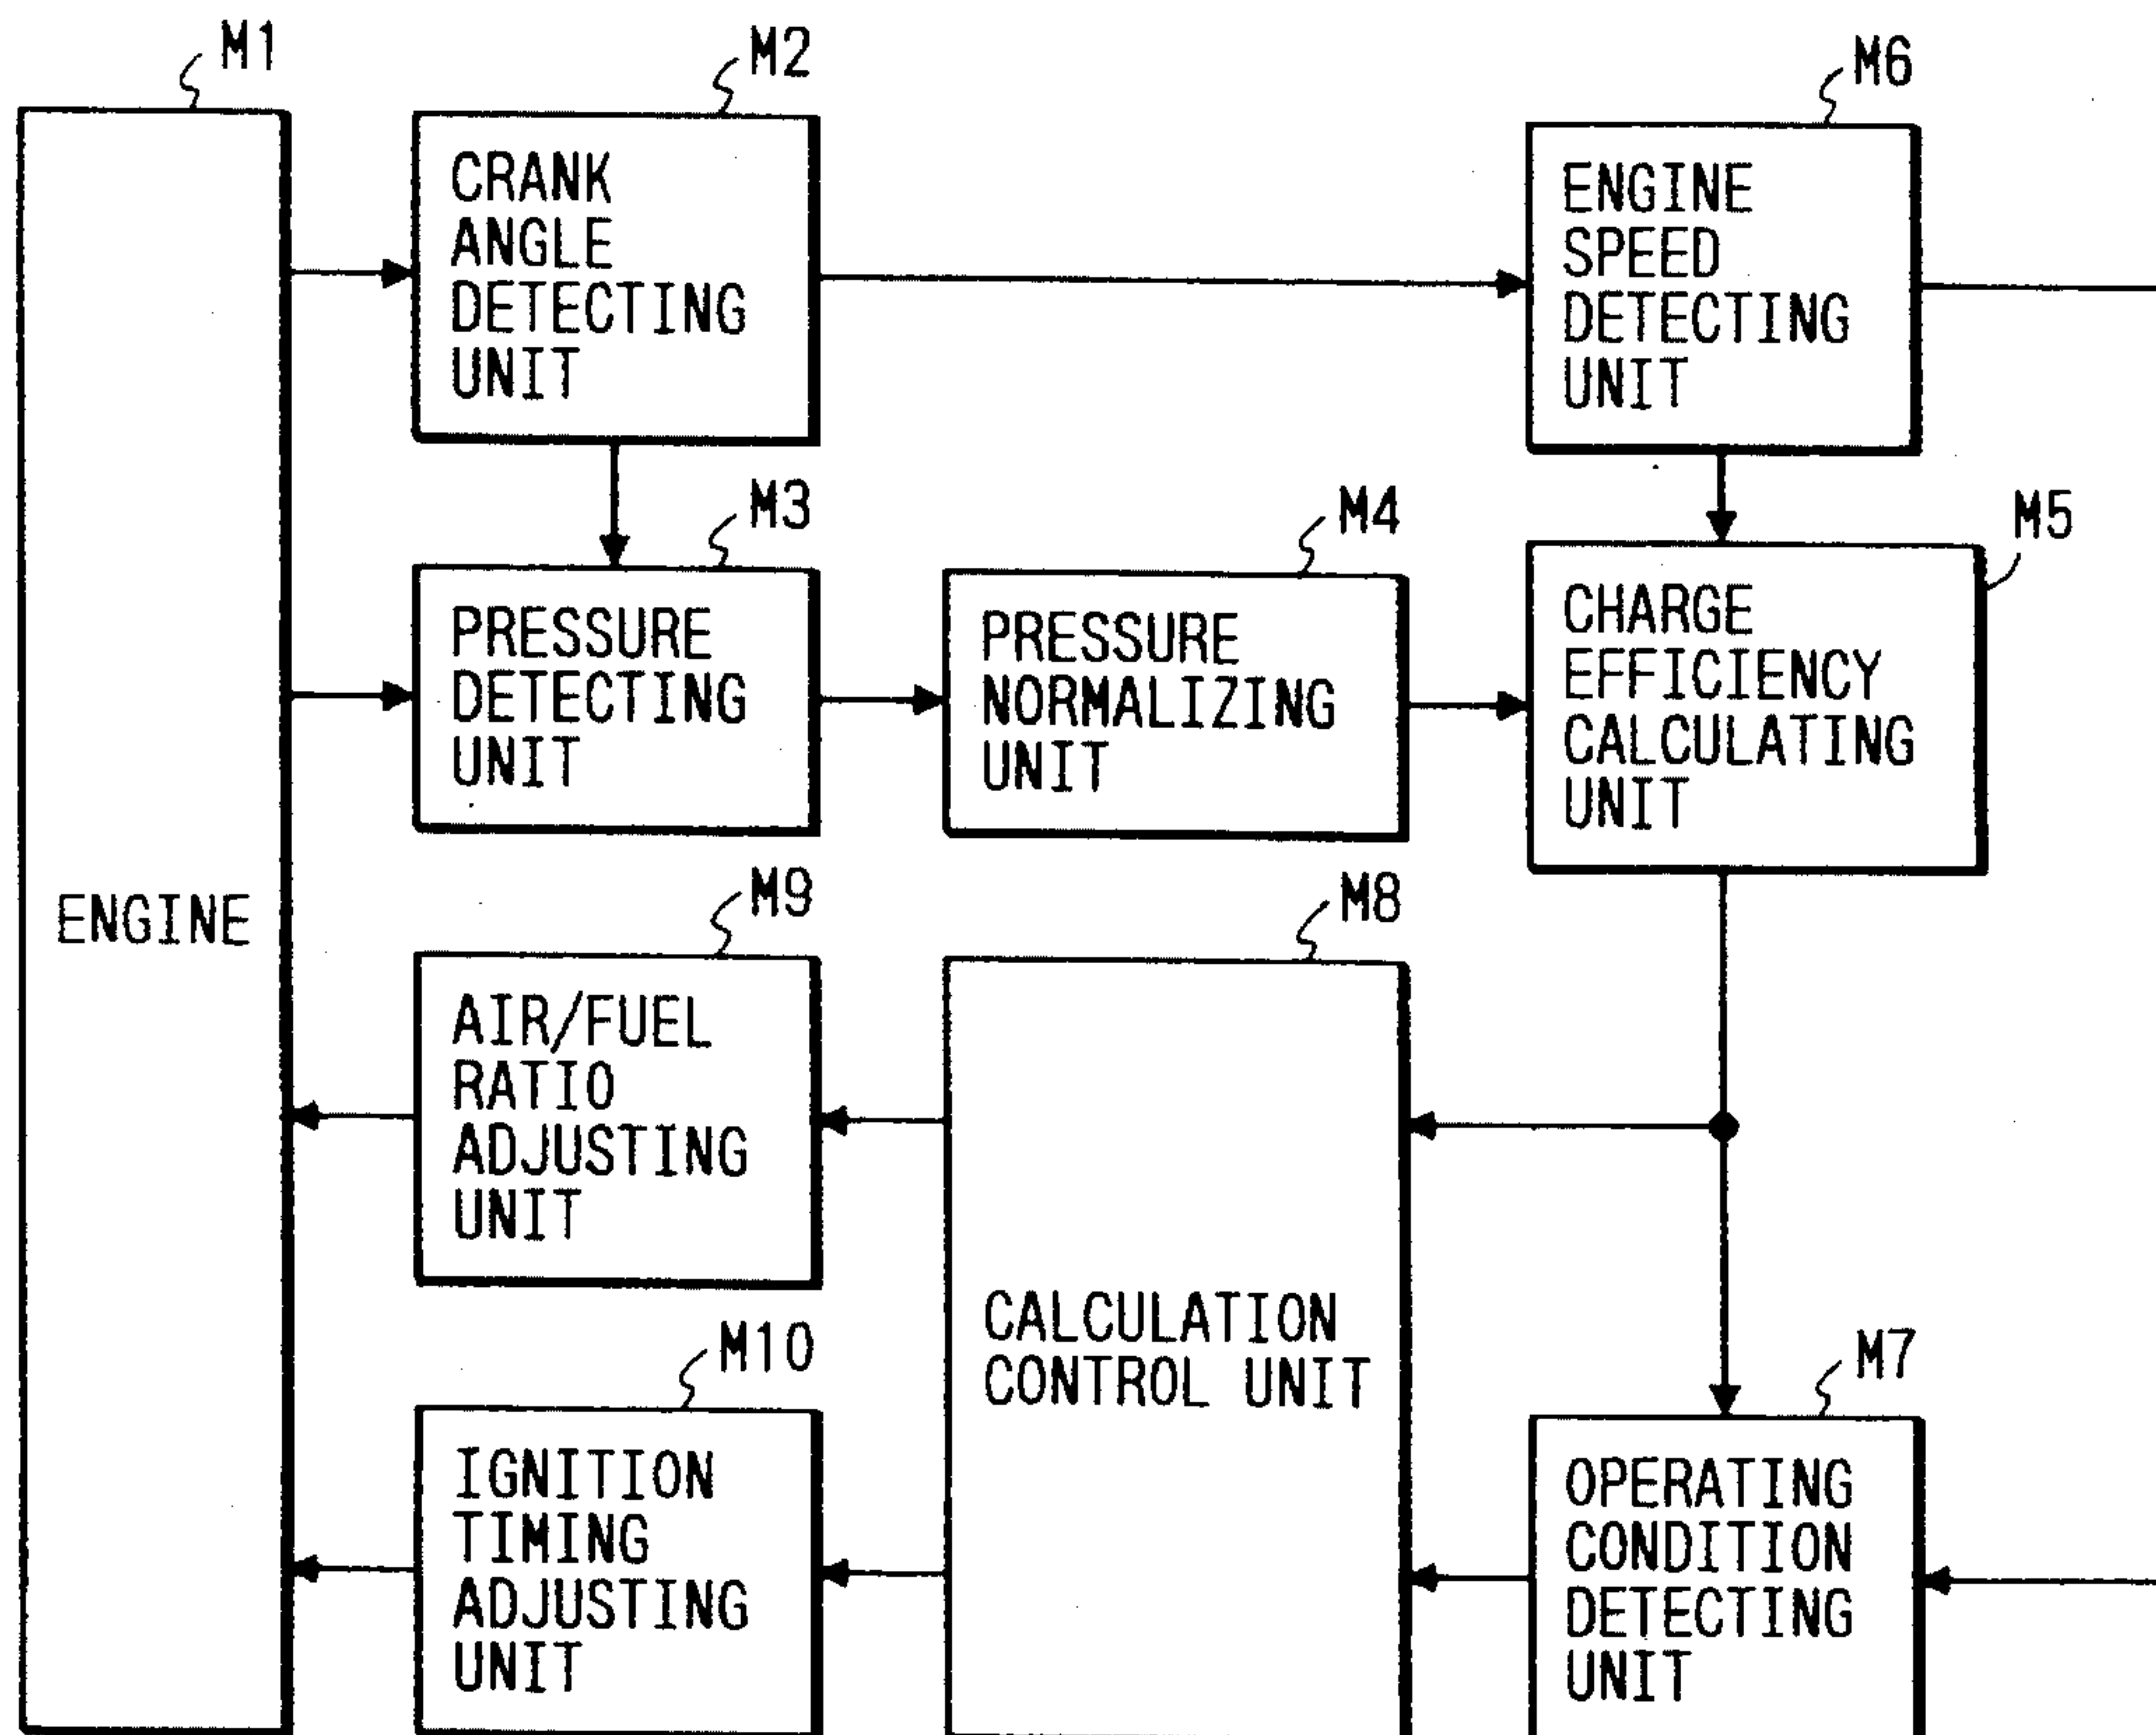 M1
M2
M6
CRANK
ANGLE
DETECTING
UNIT
ENGINE
SPEED
DETECTING
UNIT
M3
M4
M5
PRESSURE
DETECTING
UNIT
PRESSURE
NORMALIZING
UNIT
CHARGE
EFFICIENCY
CALCULATING
UNIT
ENGINE
M9
M8
AIR/FUEL
RATIO
ADJUSTING
UNIT
CALCULATION
CONTROL UNIT
M10
M7
IGNITION
TIMING
ADJUSTING
UNIT
OPERATING
CONDITION
DETECTING
UNIT